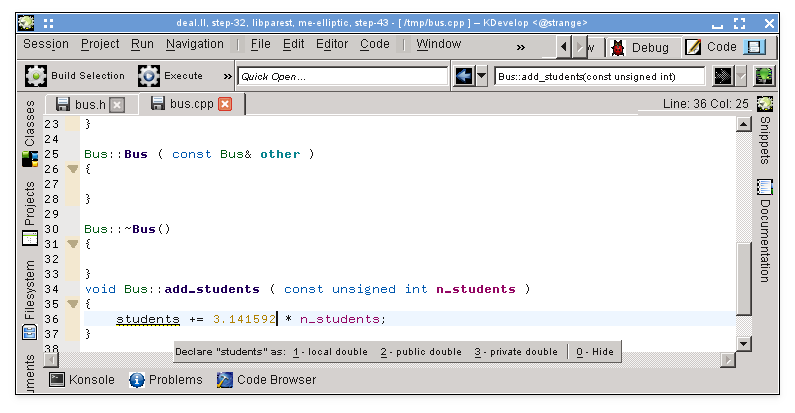 deal.II, step-32, libparest, me-elliptic, step-43 - [ /tmp/bus.cpp ] – KDevelop <@strange>
Session Project Run Navigation File Edit Editor Code Window » w Debug Code
Build Selection Execute » Quick Open... Bus::add_students(const unsigned int)
bus.h bus.cpp Line: 36 Col: 25
Classes
Projects
Filesystem
uments
23 }
24
25 Bus::Bus ( const Bus& other )
26 {
27
28 }
29
30 Bus::~Bus()
31 {
32
33 }
34 void Bus::add_students ( const unsigned int n_students )
35 {
36 students += 3.141592 * n_students;
37 }
38
Declare "students" as: 1 - local double 2 - public double 3 - private double 0 - Hide
Snippets
Documentation
Konsole Problems Code Browser